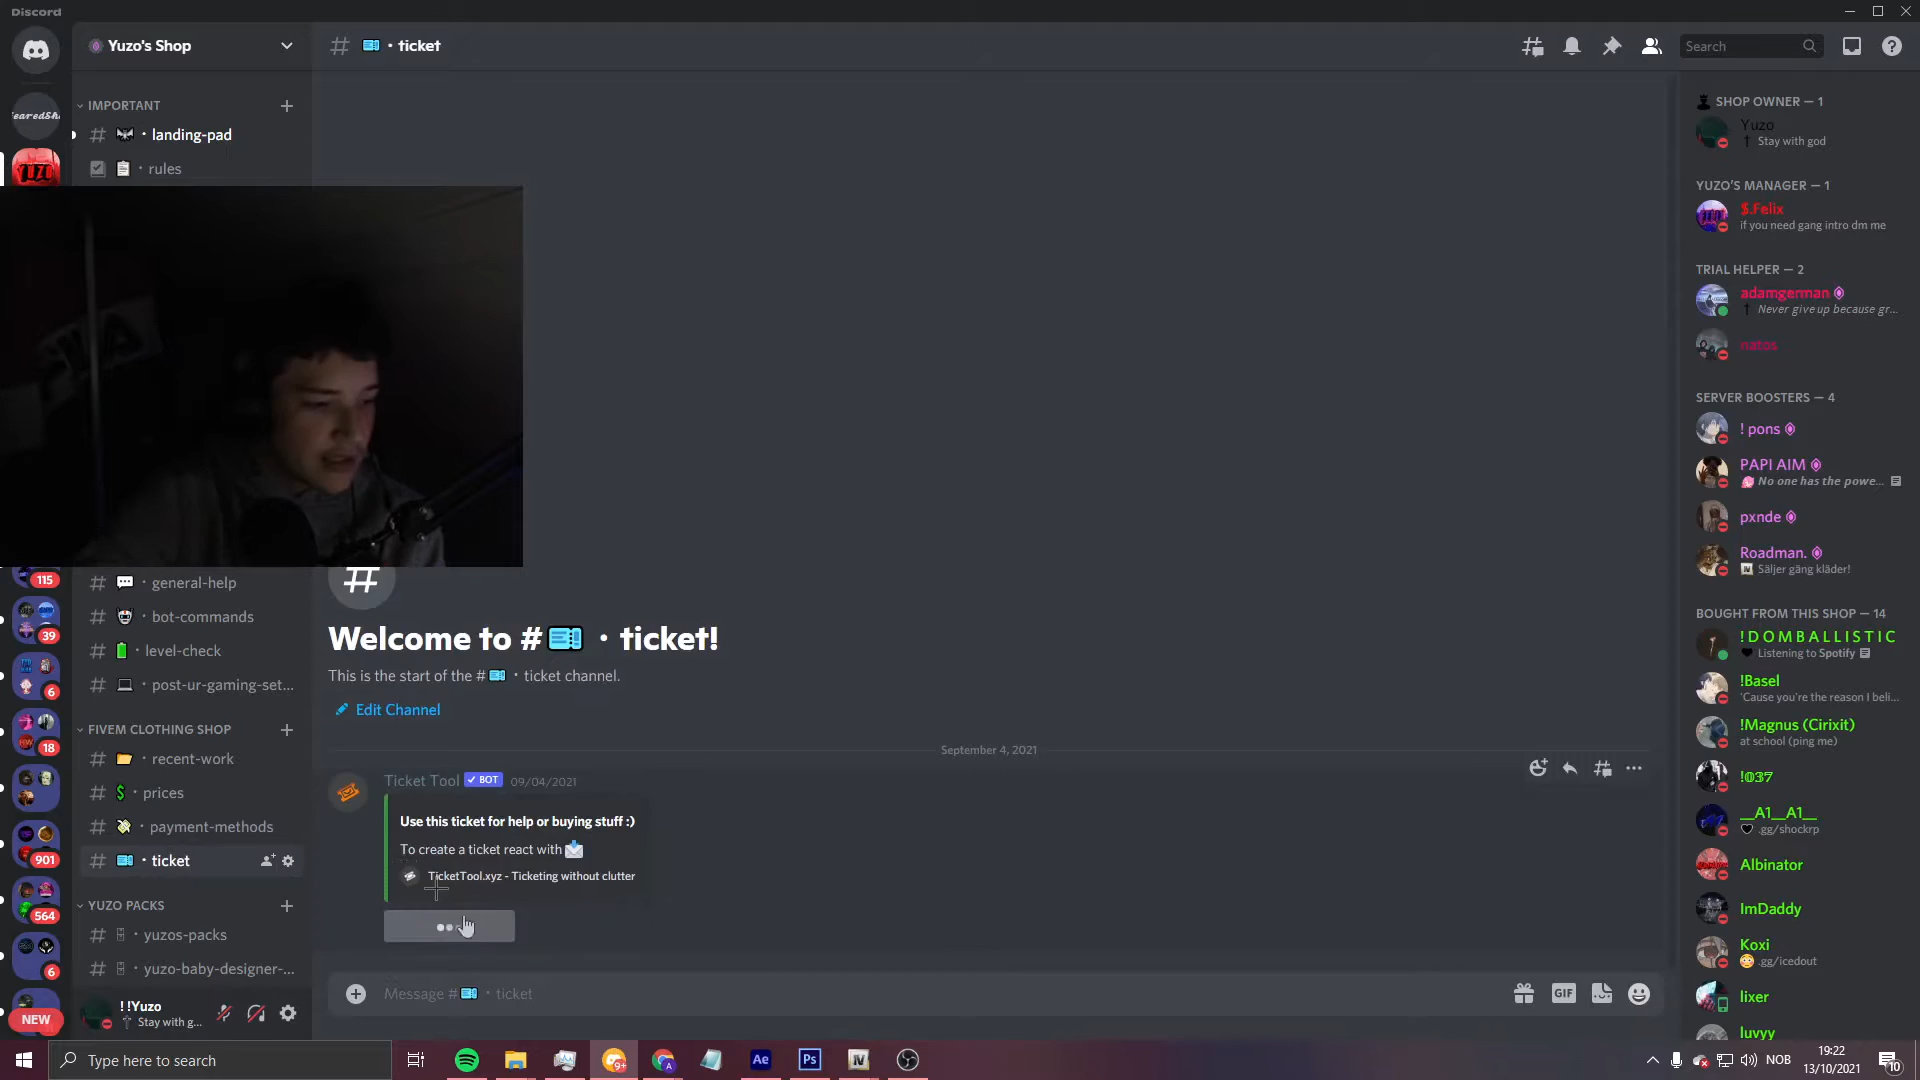 Discord
Yuzo's Shop
ticket
Search
IMPORTANT
landing-pad
rules
general-help
bot-commands
level-check
post-ur-gaming-set...
FIVEM CLOTHING SHOP
recent-work
prices
payment-methods
ticket
YUZO PACKS
yuzos-packs
yuzo-baby-designer-...
!!Yuzo
Stay with g...
YUZO
115
39
6
18
901
564
6
NEW
Welcome to # ticket!
This is the start of the # ticket channel.
Edit Channel
September 4, 2021
Ticket Tool BOT 09/04/2021
Use this ticket for help or buying stuff :)
To create a ticket react with
TicketTool.xyz - Ticketing without clutter
Message # ticket
GIF
SHOP OWNER — 1
Yuzo
Stay with god
YUZO'S MANAGER — 1
$.Felix
if you need gang intro dm me
TRIAL HELPER — 2
adamgerman
Never give up because gr...
natos
SERVER BOOSTERS — 4
! pons
PAPI AIM
No one has the powe...
pxnde
Roadman.
Säljer gäng kläder!
BOUGHT FROM THIS SHOP — 14
! D O M B A L L I S T I C
Listening to Spotify
!Basel
'Cause you're the reason I beli...
!Magnus (Cirixit)
at school (ping me)
!037
__A1__A1__
.gg/shockrp
Albinator
ImDaddy
Koxi
.gg/icedout
lixer
luvyy
Type here to search
9+
Ae
Ps
NOB
19:22
13/10/2021
10